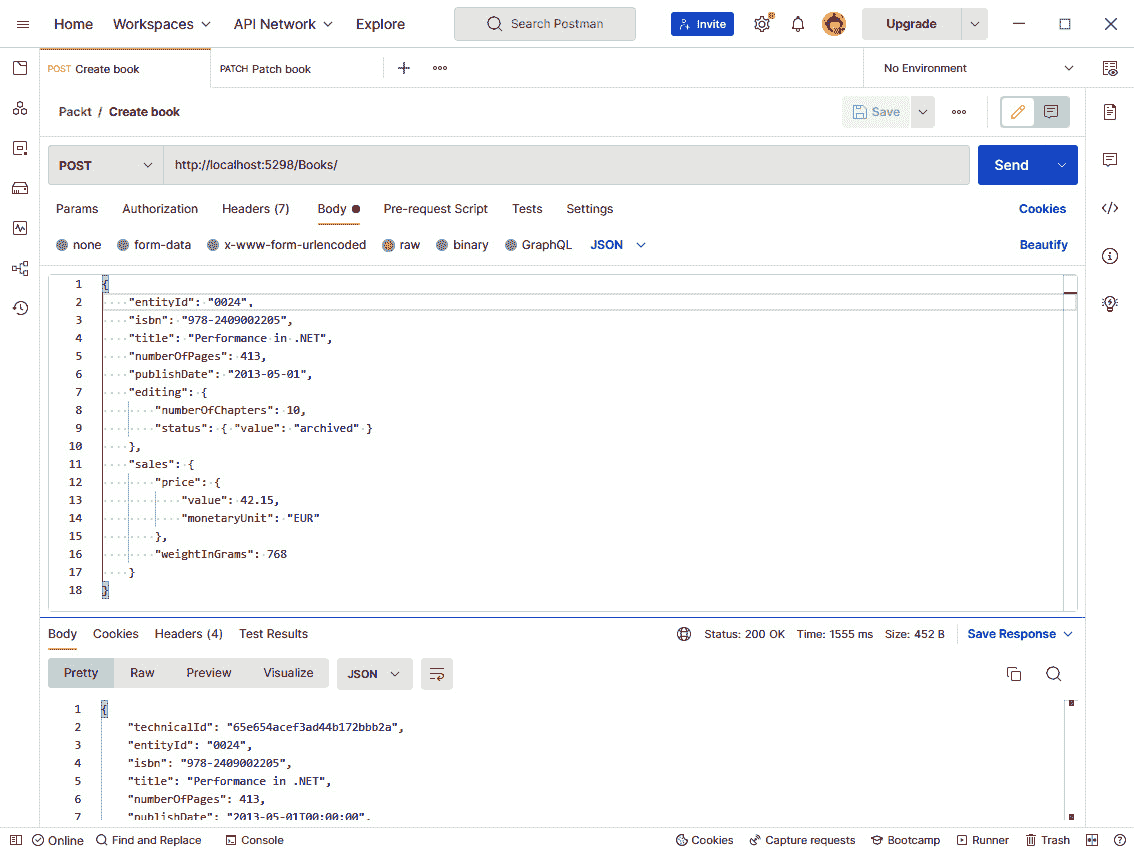 Home Workspaces API Network Explore Search Postman Invite Upgrade
POST Create book PATCH Patch book No Environment
Packt / Create book Save
POST http://localhost:5298/Books/ Send
Params Authorization Headers (7) Body Pre-request Script Tests Settings Cookies
none form-data x-www-form-urlencoded raw binary GraphQL JSON Beautify
1 {
2 "entityId": "0024",
3 "isbn": "978-2409002205",
4 "title": "Performance in .NET",
5 "numberOfPages": 413,
6 "publishDate": "2013-05-01",
7 "editing": {
8 "numberOfChapters": 10,
9 "status": { "value": "archived" }
10 },
11 "sales": {
12 "price": {
13 "value": 42.15,
14 "monetaryUnit": "EUR"
15 },
16 "weightInGrams": 768
17 }
18 }
Body Cookies Headers (4) Test Results Status: 200 OK Time: 1555 ms Size: 452 B Save Response
Pretty Raw Preview Visualize JSON
1 {
2 "technicalId": "65e654acef3ad44b172bbb2a",
3 "entityId": "0024",
4 "isbn": "978-2409002205",
5 "title": "Performance in .NET",
6 "numberOfPages": 413,
7 "publishDate": "2013-05-01T00:00:00",
Online Find and Replace Console Cookies Capture requests Bootcamp Runner Trash